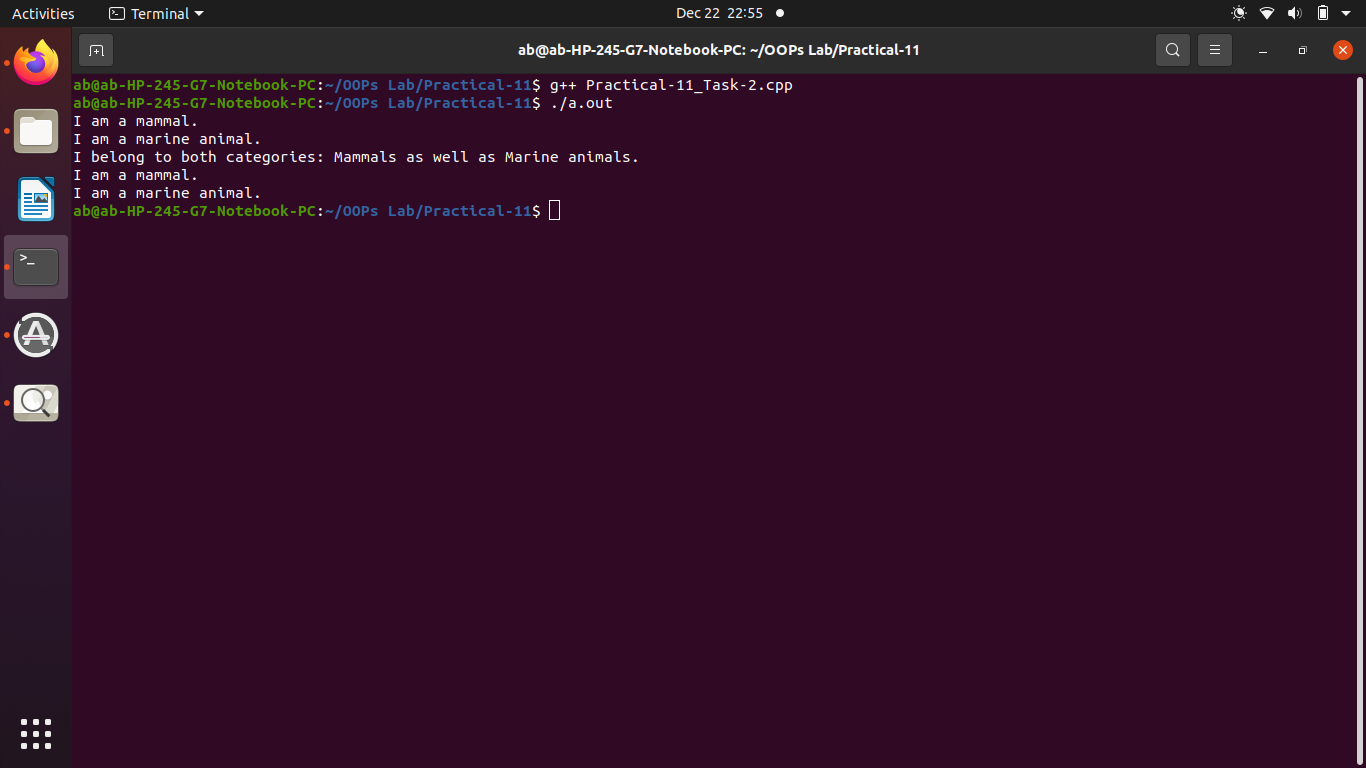 Activities Terminal Dec 22 22:55
ab@ab-HP-245-G7-Notebook-PC: ~/OOPs Lab/Practical-11
ab@ab-HP-245-G7-Notebook-PC:~/OOPs Lab/Practical-11$ g++ Practical-11_Task-2.cpp
ab@ab-HP-245-G7-Notebook-PC:~/OOPs Lab/Practical-11$ ./a.out
I am a mammal.
I am a marine animal.
I belong to both categories: Mammals as well as Marine animals.
I am a mammal.
I am a marine animal.
ab@ab-HP-245-G7-Notebook-PC:~/OOPs Lab/Practical-11$